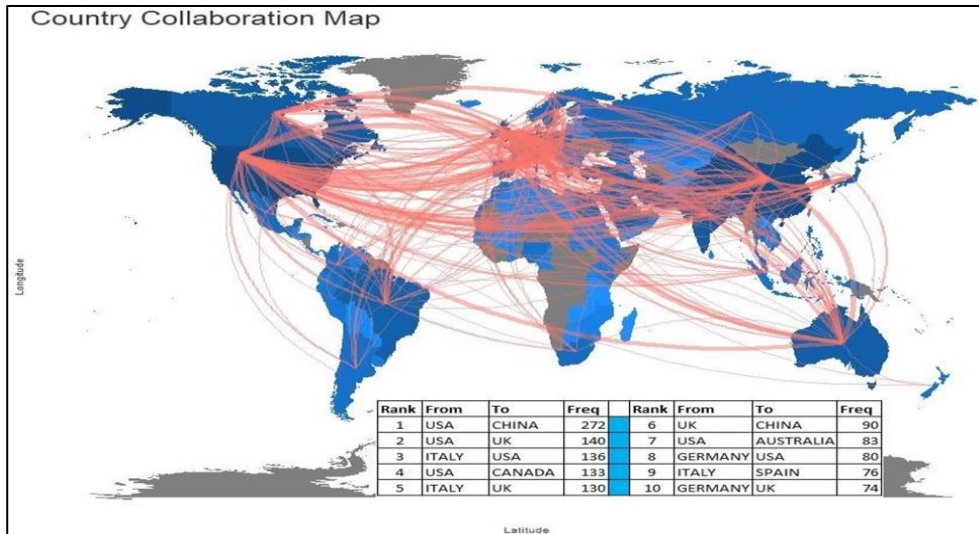 Country Collaboration Map
Longitude
Rank From To Freq Rank From To Freq
1 USA CHINA 272 6 UK CHINA 90
2 USA UK 140 7 USA AUSTRALIA 83
3 ITALY USA 136 8 GERMANY USA 80
4 USA CANADA 133 9 ITALY SPAIN 76
5 ITALY UK 130 10 GERMANY UK 74
Latitude